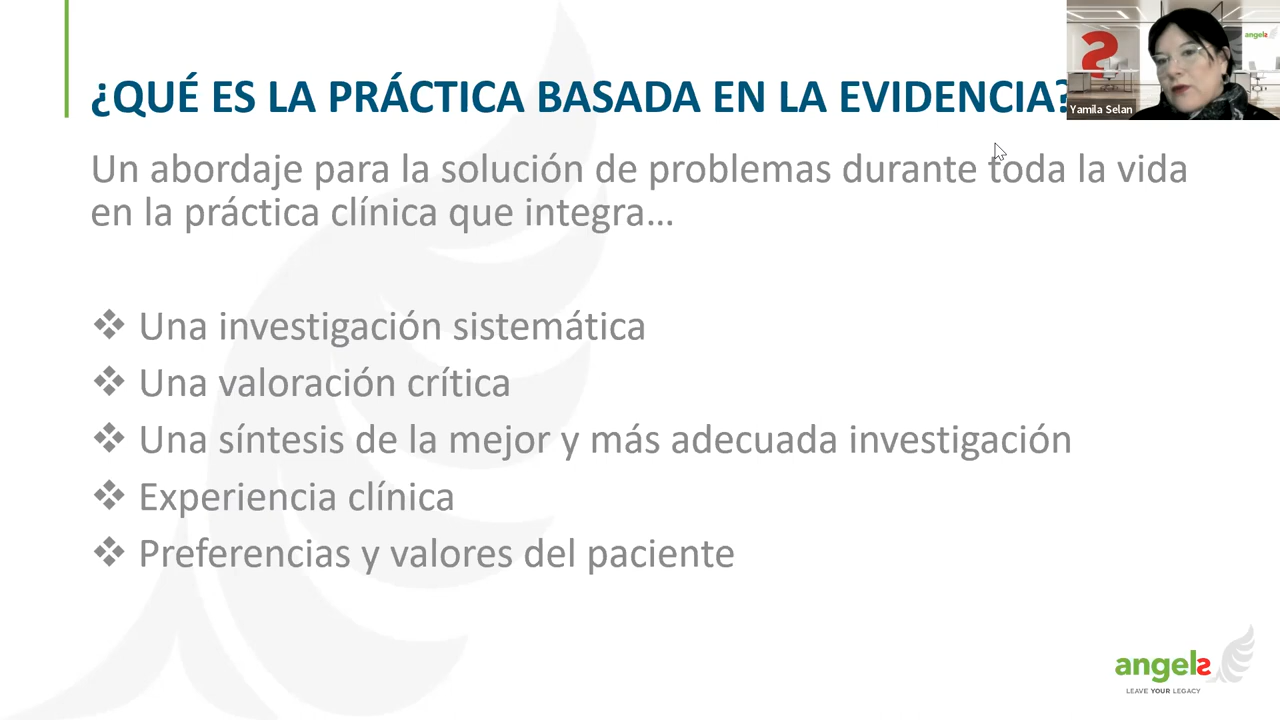 ¿QUÉ ES LA PRÁCTICA BASADA EN LA EVIDENCIA?
Un abordaje para la solución de problemas durante toda la vida
en la práctica clínica que integra...
Una investigación sistemática
Una valoración crítica
Una síntesis de la mejor y más adecuada investigación
Experiencia clínica
Preferencias y valores del paciente
angels
Yamila Selan
angels
LEAVE YOUR LEGACY